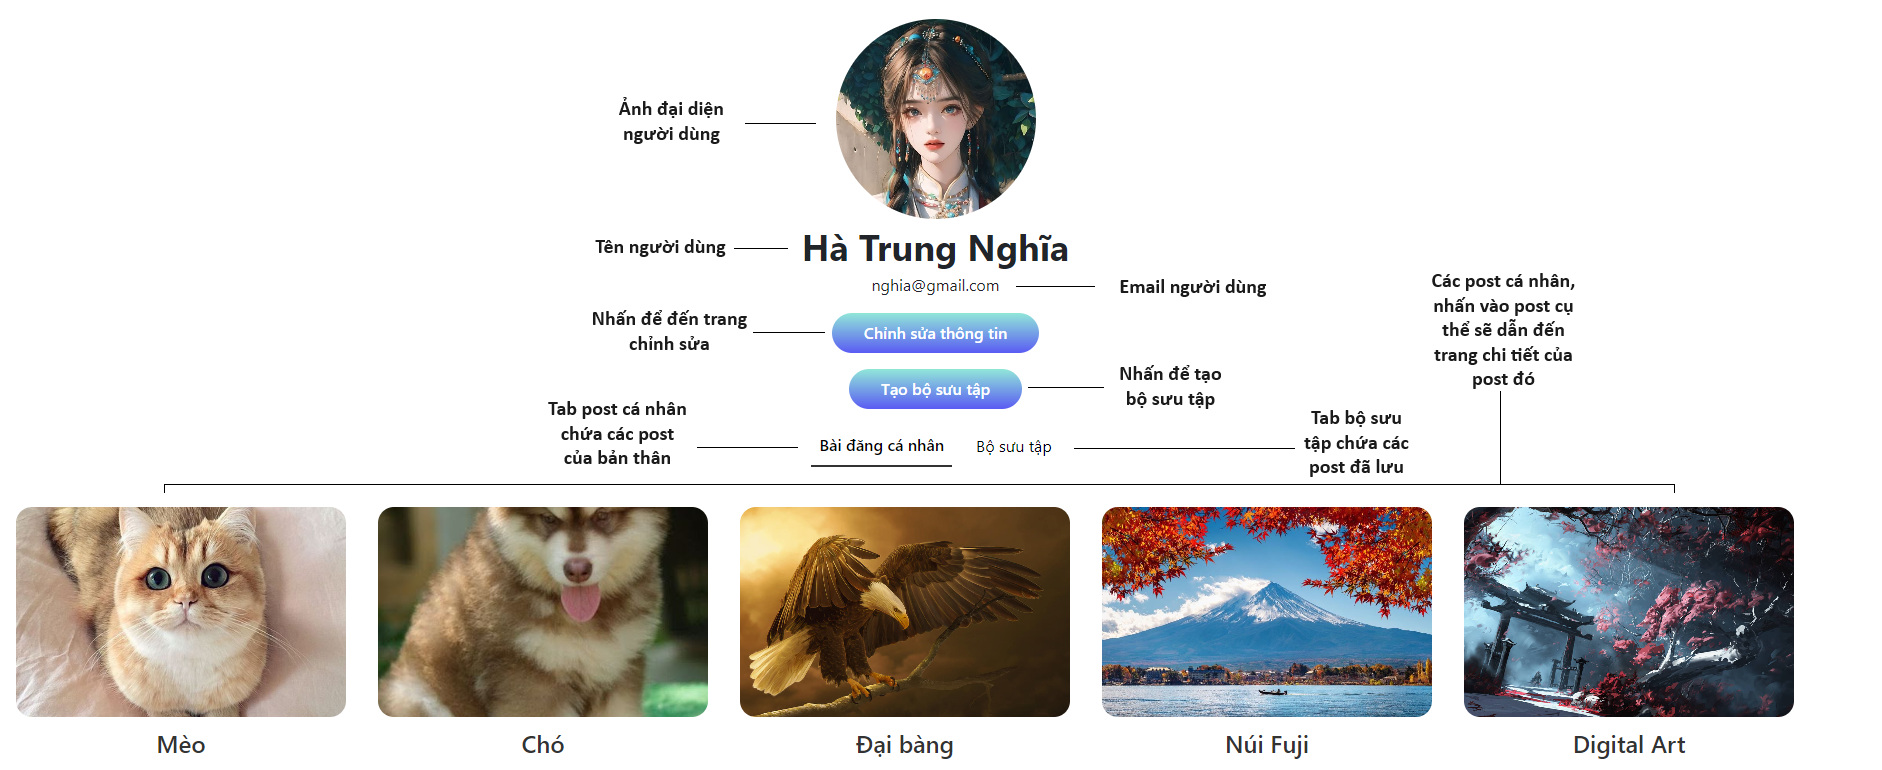 Ảnh đại diện
người dùng
Tên người dùng
Hà Trung Nghĩa
nghia@gmail.com
Email người dùng
Các post cá nhân,
nhấn vào post cụ
thể sẽ dẫn đến
trang chi tiết của
post đó
Nhấn để đến trang
chỉnh sửa
Chỉnh sửa thông tin
Tạo bộ sưu tập
Nhấn để tạo
bộ sưu tập
Tab post cá nhân
chứa các post
của bản thân
Bài đăng cá nhân
Bộ sưu tập
Tab bộ sưu
tập chứa các
post đã lưu
Mèo
Chó
Đại bàng
Núi Fuji
Digital Art